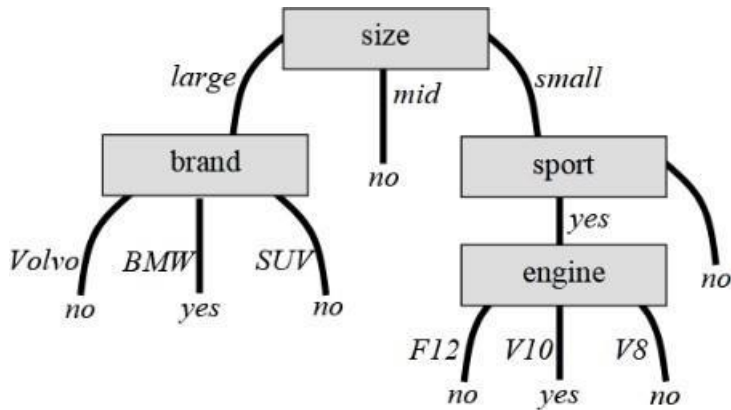 size
large
mid
small
brand
sport
no
yes
Volvo
BMW
SUV
engine
no
no
yes
no
F12
V10
V8
no
yes
no